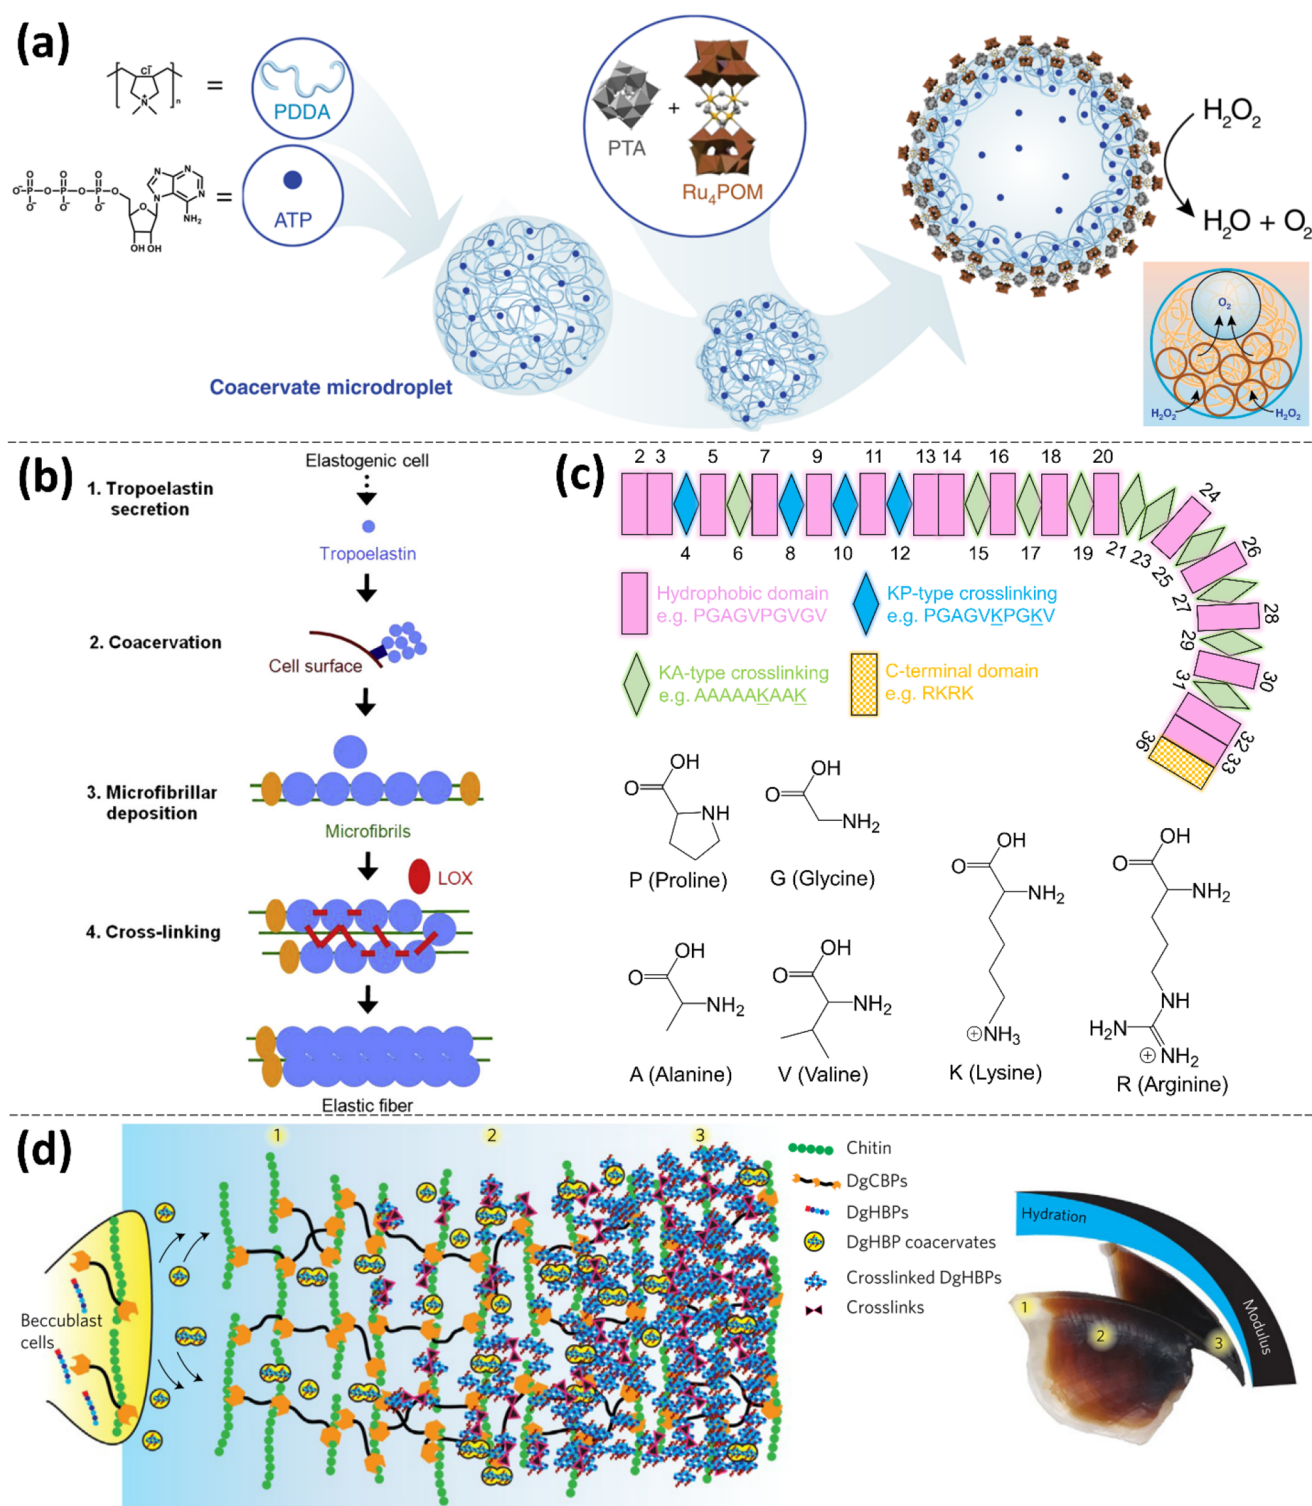 (a)
Cl⁻
N⁺
n
=
PDDA
=
ATP
O⁻
P
O
NH₂
N
OH OH
PTA
+
Ru₄POM
Coacervate microdroplet
H₂O₂
H₂O + O₂
O₂
H₂O₂
H₂O₂
(b)
Elastogenic cell
1. Tropoelastin
secretion
Tropoelastin
2. Coacervation
Cell surface
3. Microfibrillar
deposition
Microfibrils
LOX
4. Cross-linking
Elastic fiber
(c)
2 3 5 7 9 11 13 14 16 18 20 24
4 6 8 10 12 15 17 19 21 23 25 26
27 28
29 30
31 32
36 33
Hydrophobic domain
e.g. PGAGVPGVGV
KP-type crosslinking
e.g. PGAGVKPGKV
KA-type crosslinking
e.g. AAAAAKAAK
C-terminal domain
e.g. RKRK
OH
O
NH
P (Proline)
OH
O
NH₂
G (Glycine)
OH
O
NH₂
A (Alanine)
OH
O
NH₂
V (Valine)
OH
O
NH₂
⊕NH₃
K (Lysine)
OH
O
NH₂
NH
H₂N
⊕NH₂
R (Arginine)
(d)
1
2
3
Beccublast
cells
Chitin
DgCBPs
DgHBPs
DgHBP coacervates
Crosslinked DgHBPs
Crosslinks
Hydration
Modulus
1
2
3